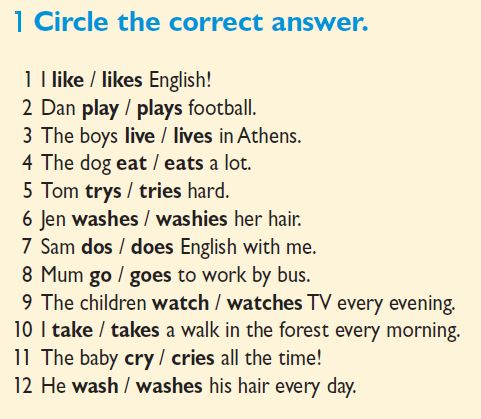 1 Circle the correct answer.
1 I like / likes English!
2 Dan play / plays football.
3 The boys live / lives in Athens.
4 The dog eat / eats a lot.
5 Tom trys / tries hard.
6 Jen washes / washies her hair.
7 Sam dos / does English with me.
8 Mum go / goes to work by bus.
9 The children watch / watches TV every evening.
10 I take / takes a walk in the forest every morning.
11 The baby cry / cries all the time!
12 He wash / washes his hair every day.